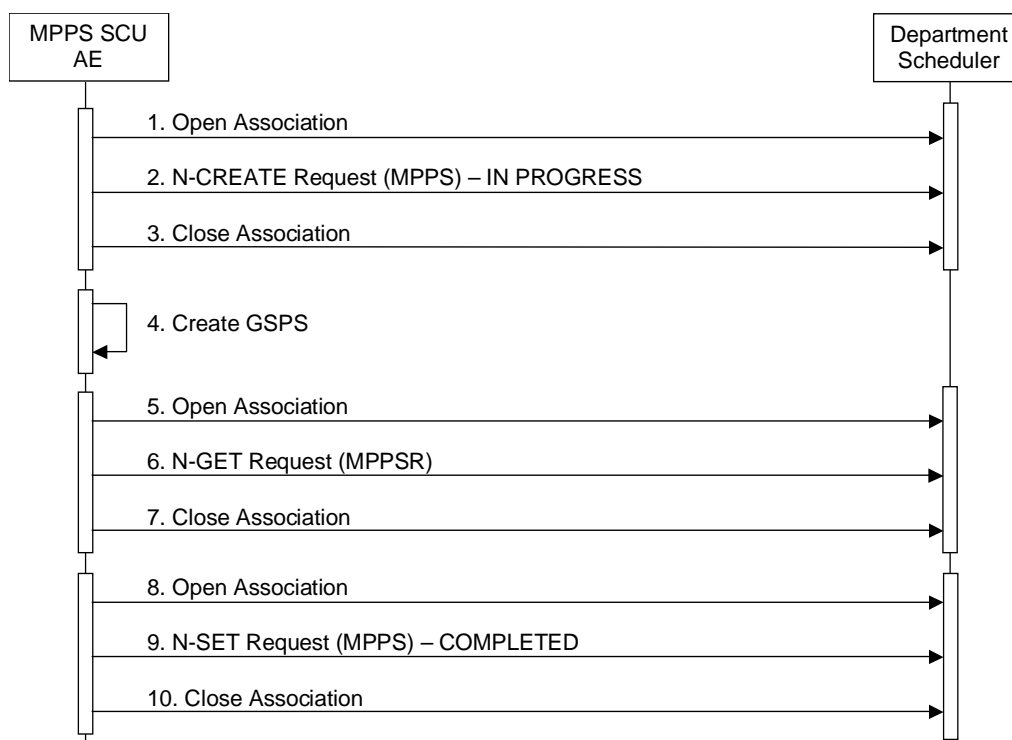 MPPS SCU
AE
Department
Scheduler
1. Open Association
2. N-CREATE Request (MPPS) – IN PROGRESS
3. Close Association
4. Create GSPS
5. Open Association
6. N-GET Request (MPPSR)
7. Close Association
8. Open Association
9. N-SET Request (MPPS) – COMPLETED
10. Close Association